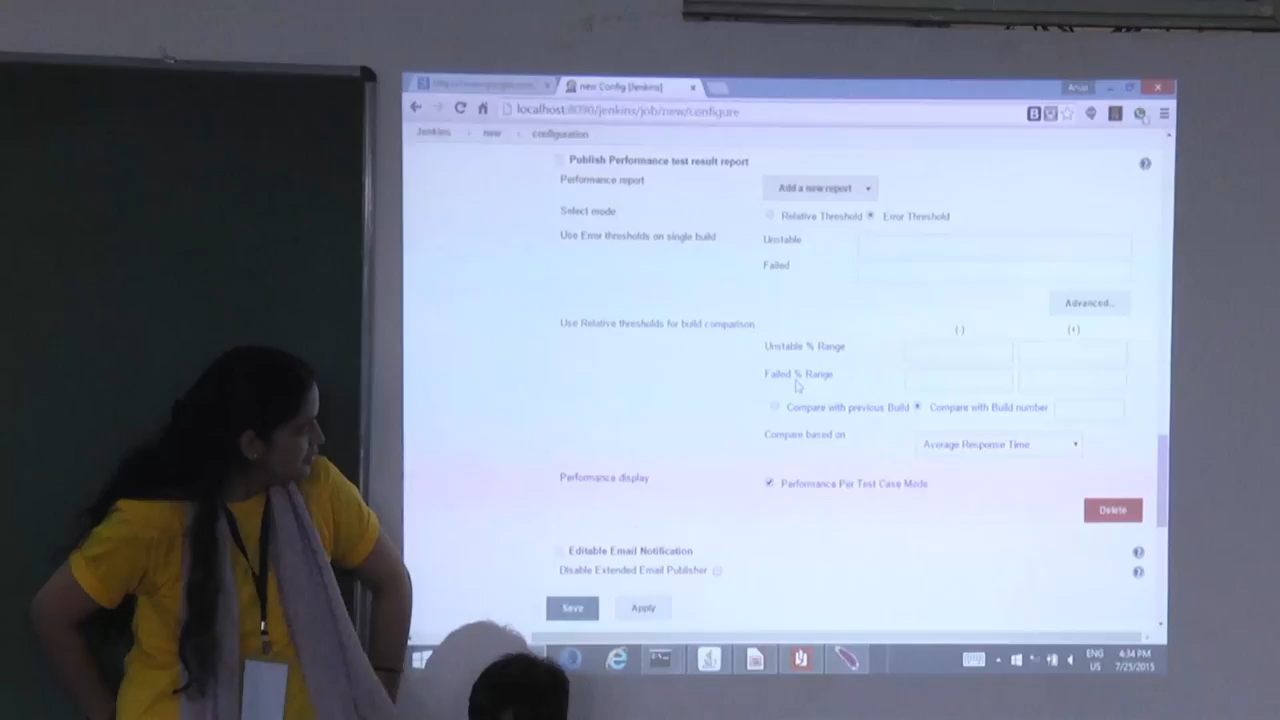 new Config [Jenkins]
Anup
localhost:8090/jenkins/job/new/configure
Jenkins new configuration
Publish Performance test result report
Performance report
Add a new report
Select mode
Relative Threshold Error Threshold
Use Error thresholds on single build
Unstable
Failed
Advanced...
Use Relative thresholds for build comparison
(-) (+)
Unstable % Range
Failed % Range
Compare with previous Build Compare with Build number
Compare based on
Average Response Time
Performance display
Performance Per Test Case Mode
Delete
Editable Email Notification
Disable Extended Email Publisher
Save Apply
ENG 4:34 PM
US 7/25/2015